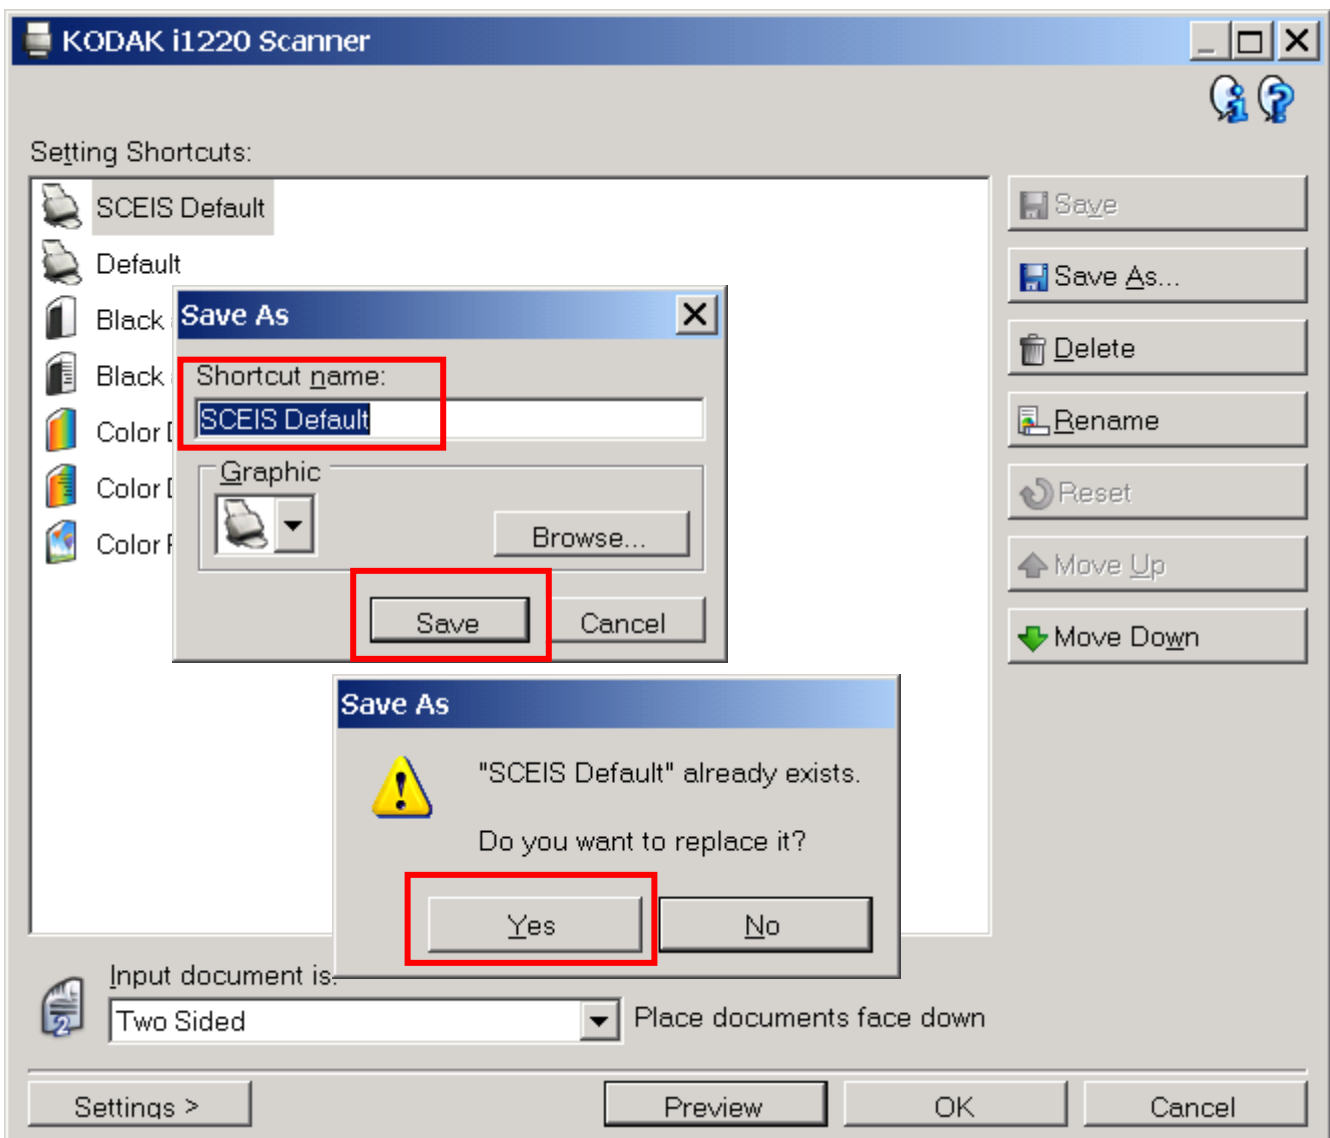 KODAK i1220 Scanner
Setting Shortcuts:
SCEIS Default
Default
Black
Black
Color
Color
Color
Save
Save As...
Delete
Rename
Reset
Move Up
Move Down
Save As
Shortcut name:
SCEIS Default
Graphic
Browse...
Save
Cancel
Save As
"SCEIS Default" already exists.
Do you want to replace it?
Yes
No
Input document is:
2
Two Sided
Place documents face down
Settings >
Preview
OK
Cancel